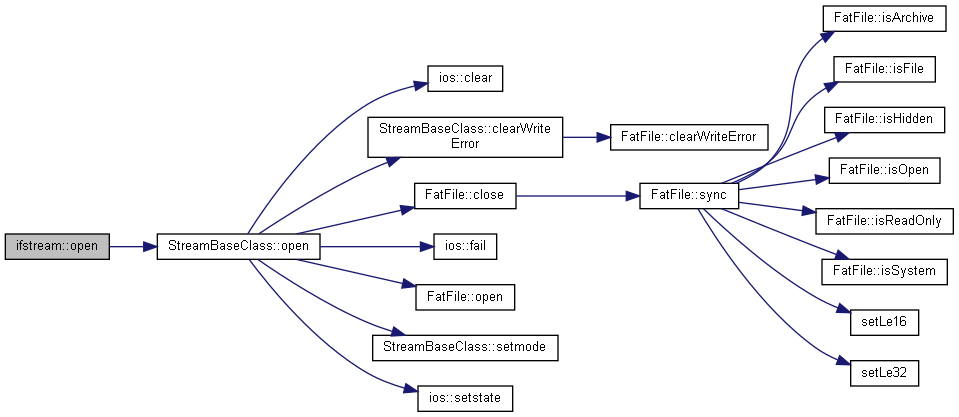 ifstream::open
StreamBaseClass::open
ios::clear
StreamBaseClass::clearWrite
Error
FatFile::close
ios::fail
FatFile::open
StreamBaseClass::setmode
ios::setstate
FatFile::clearWriteError
FatFile::sync
FatFile::isArchive
FatFile::isFile
FatFile::isHidden
FatFile::isOpen
FatFile::isReadOnly
FatFile::isSystem
setLe16
setLe32